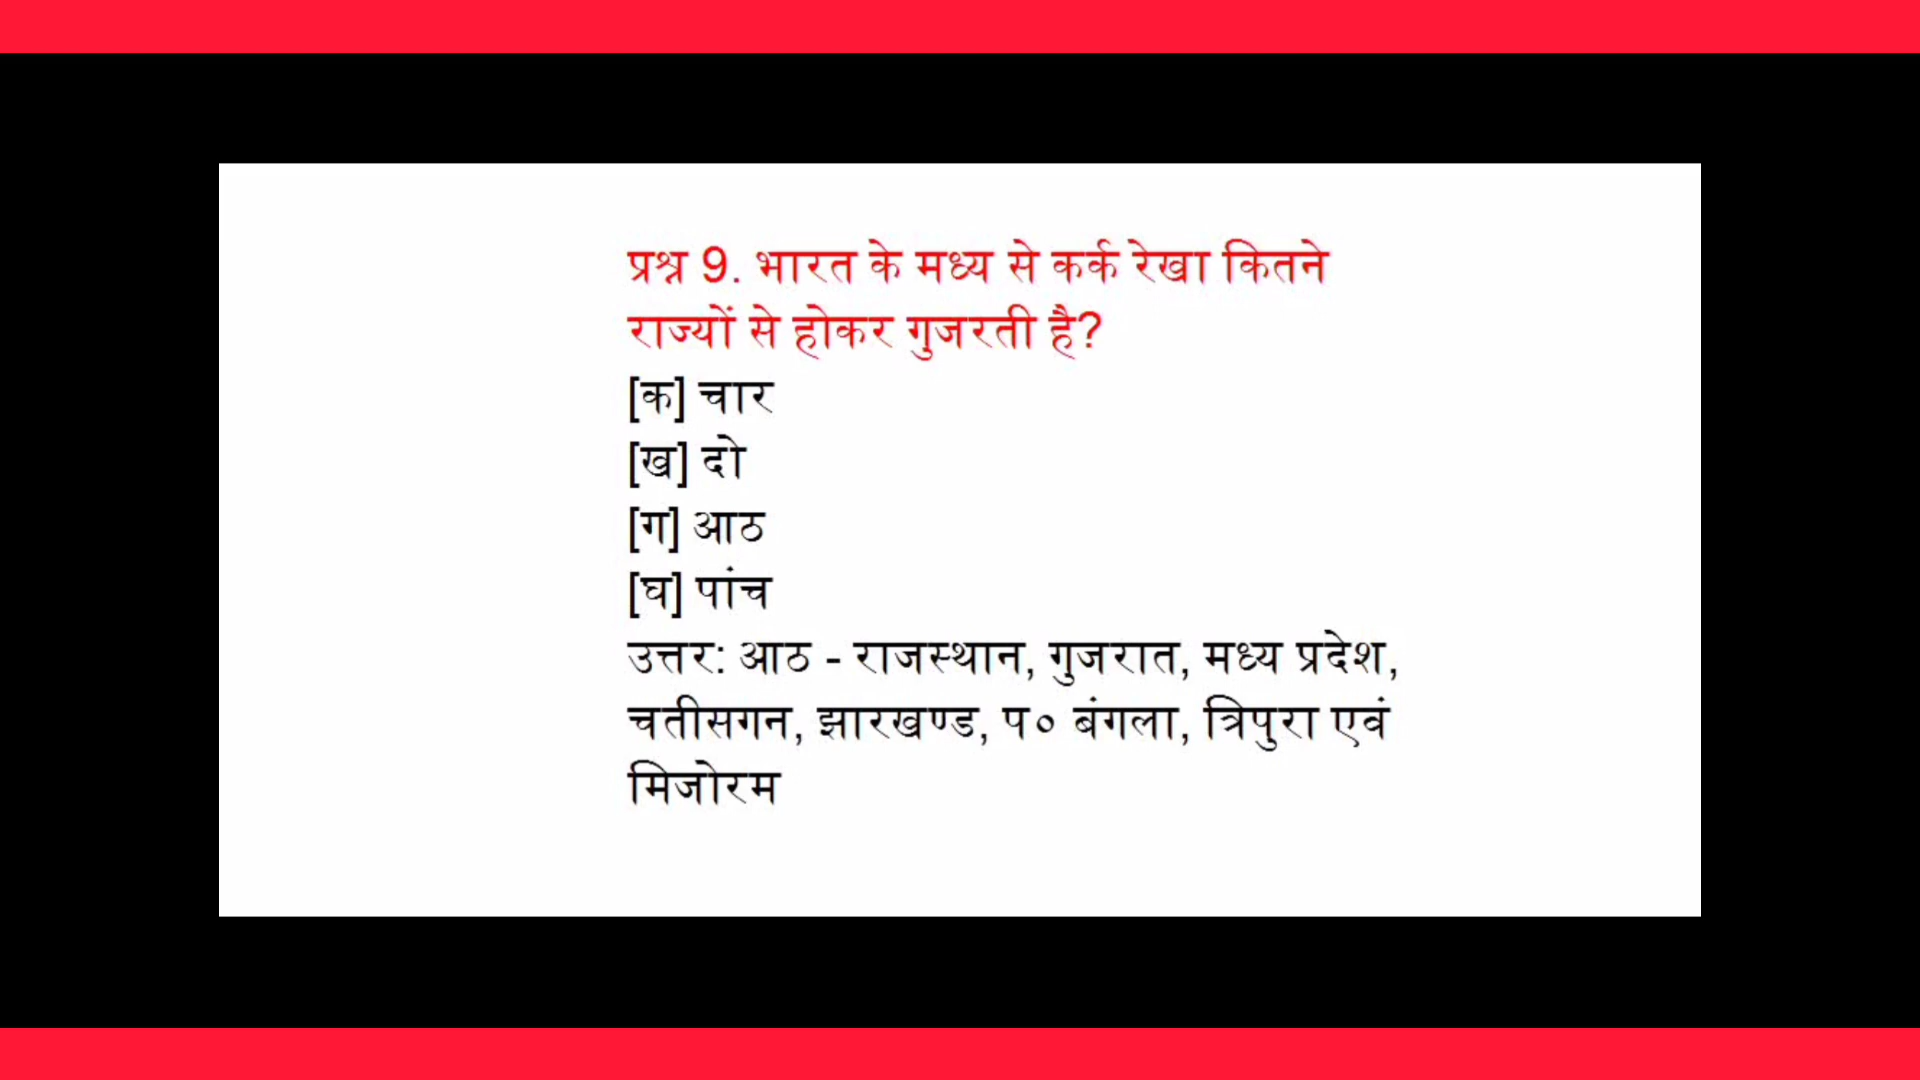 प्रश्न 9. भारत के मध्य से कर्क रेखा कितने
राज्यों से होकर गुजरती है?
[क] चार
[ख] दो
[ग] आठ
[घ] पांच
उत्तर: आठ - राजस्थान, गुजरात, मध्य प्रदेश,
चतीसगन, झारखण्ड, प० बंगला, त्रिपुरा एवं
मिजोरम